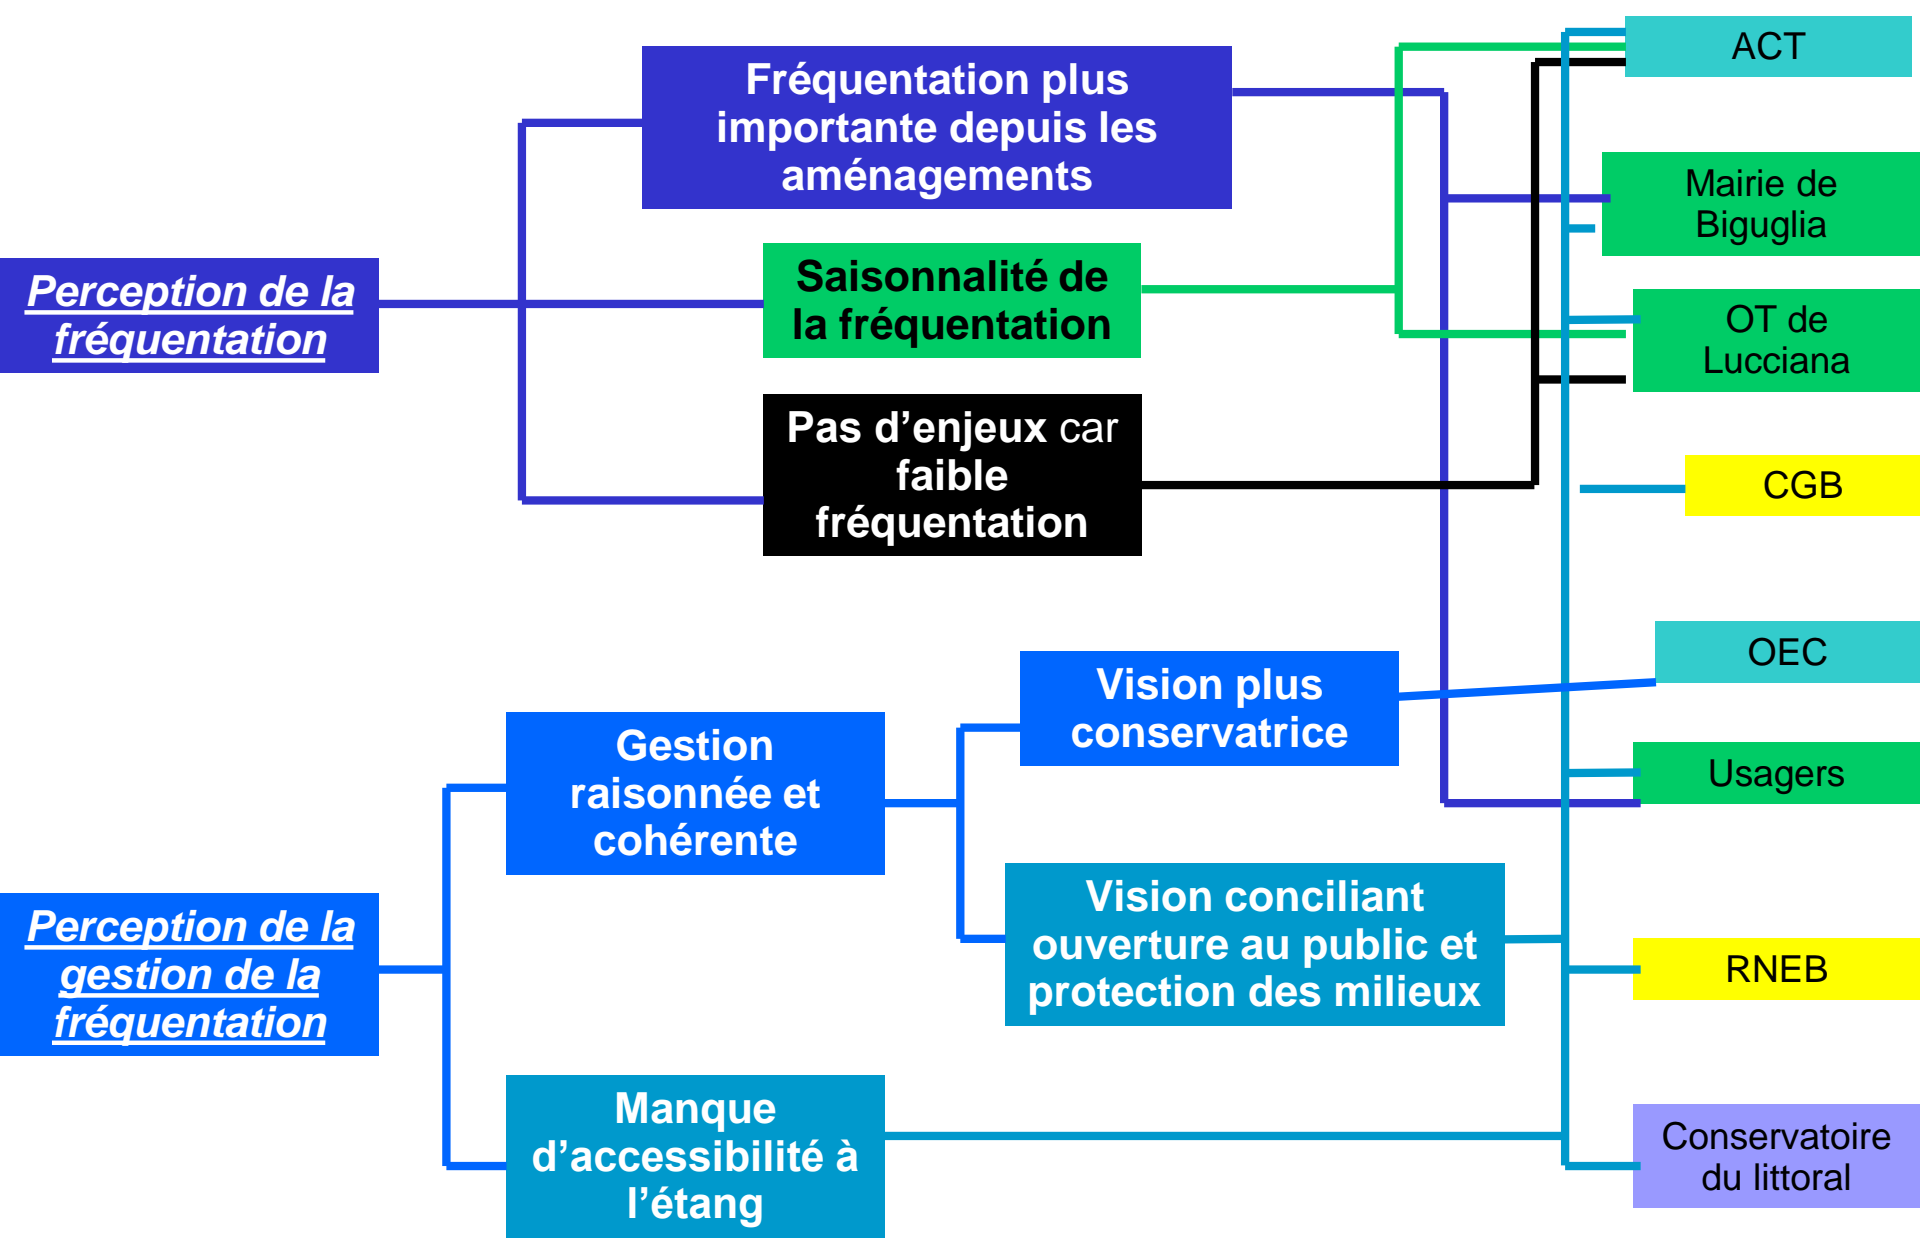 Perception de la
fréquentation
Fréquentation plus
importante depuis les
aménagements
Saisonnalité de
la fréquentation
Pas d’enjeux car
faible
fréquentation
Perception de la
gestion de la
fréquentation
Gestion
raisonnée et
cohérente
Manque
d’accessibilité à
l’étang
Vision plus
conservatrice
Vision conciliant
ouverture au public et
protection des milieux
ACT
Mairie de
Biguglia
OT de
Lucciana
CGB
OEC
Usagers
RNEB
Conservatoire
du littoral